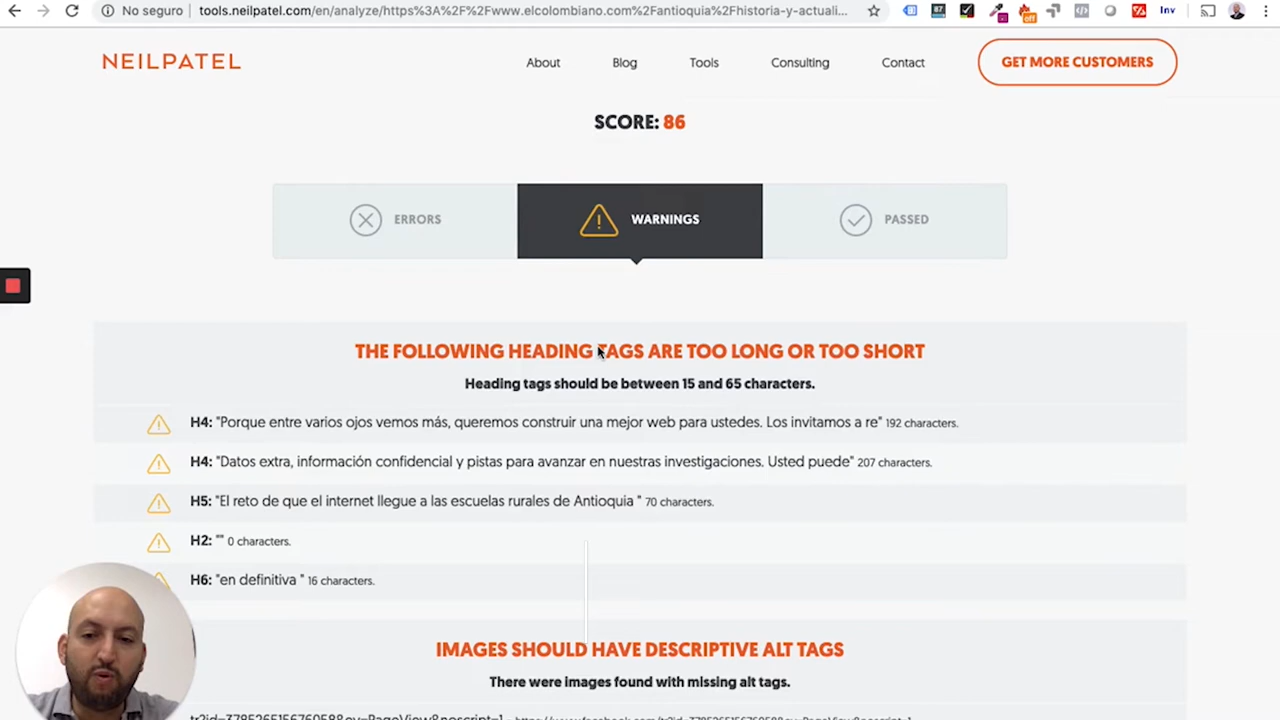 No seguro
tools.neilpatel.com/en/analyze/https%3A%2F%2Fwww.elcolombiano.com%2Fantioquia%2Fhistoria-y-actuali...
87
off
Inv
NEILPATEL
About
Blog
Tools
Consulting
Contact
GET MORE CUSTOMERS
SCORE: 86
ERRORS
WARNINGS
PASSED
THE FOLLOWING HEADING TAGS ARE TOO LONG OR TOO SHORT
Heading tags should be between 15 and 65 characters.
H4: "Porque entre varios ojos vemos más, queremos construir una mejor web para ustedes. Los invitamos a re" 192 characters.
H4: "Datos extra, información confidencial y pistas para avanzar en nuestras investigaciones. Usted puede" 207 characters.
H5: "El reto de que el internet llegue a las escuelas rurales de Antioquia " 70 characters.
H2: "" 0 characters.
H6: "en definitiva " 16 characters.
IMAGES SHOULD HAVE DESCRIPTIVE ALT TAGS
There were images found with missing alt tags.